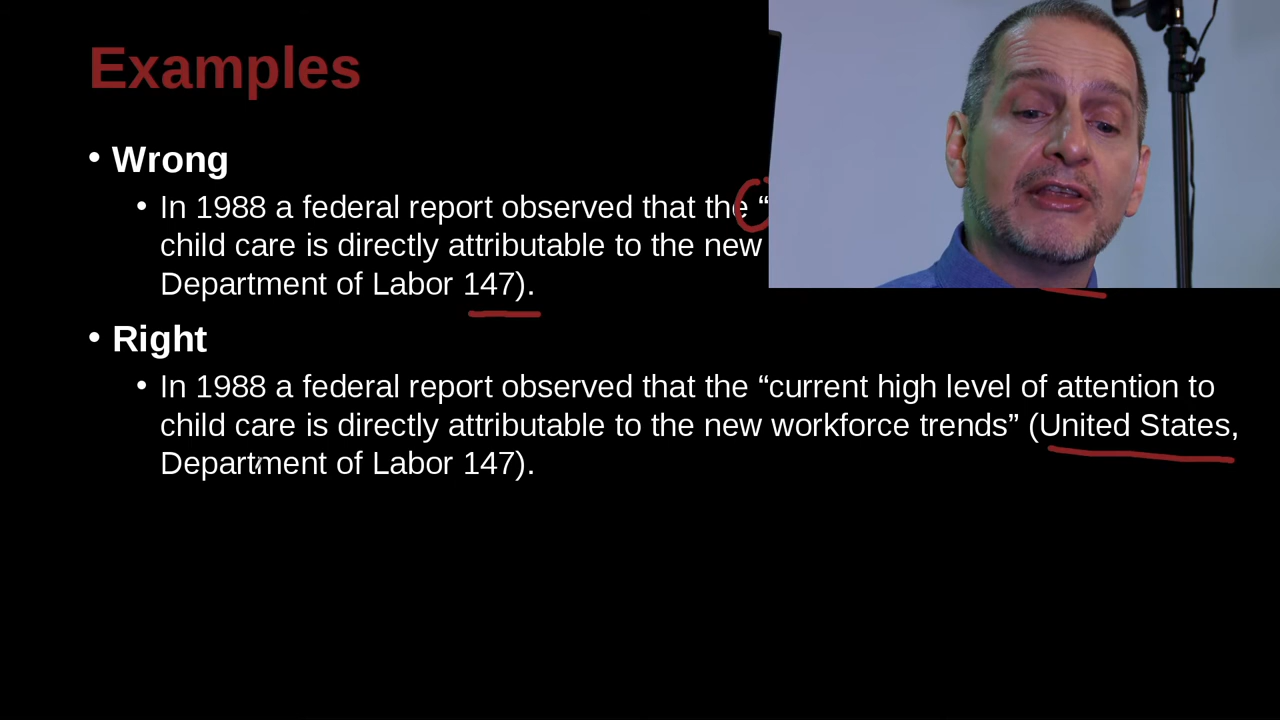 Examples
• Wrong
• In 1988 a federal report observed that the “
child care is directly attributable to the new
Department of Labor 147).
• Right
• In 1988 a federal report observed that the “current high level of attention to
child care is directly attributable to the new workforce trends” (United States,
Department of Labor 147).